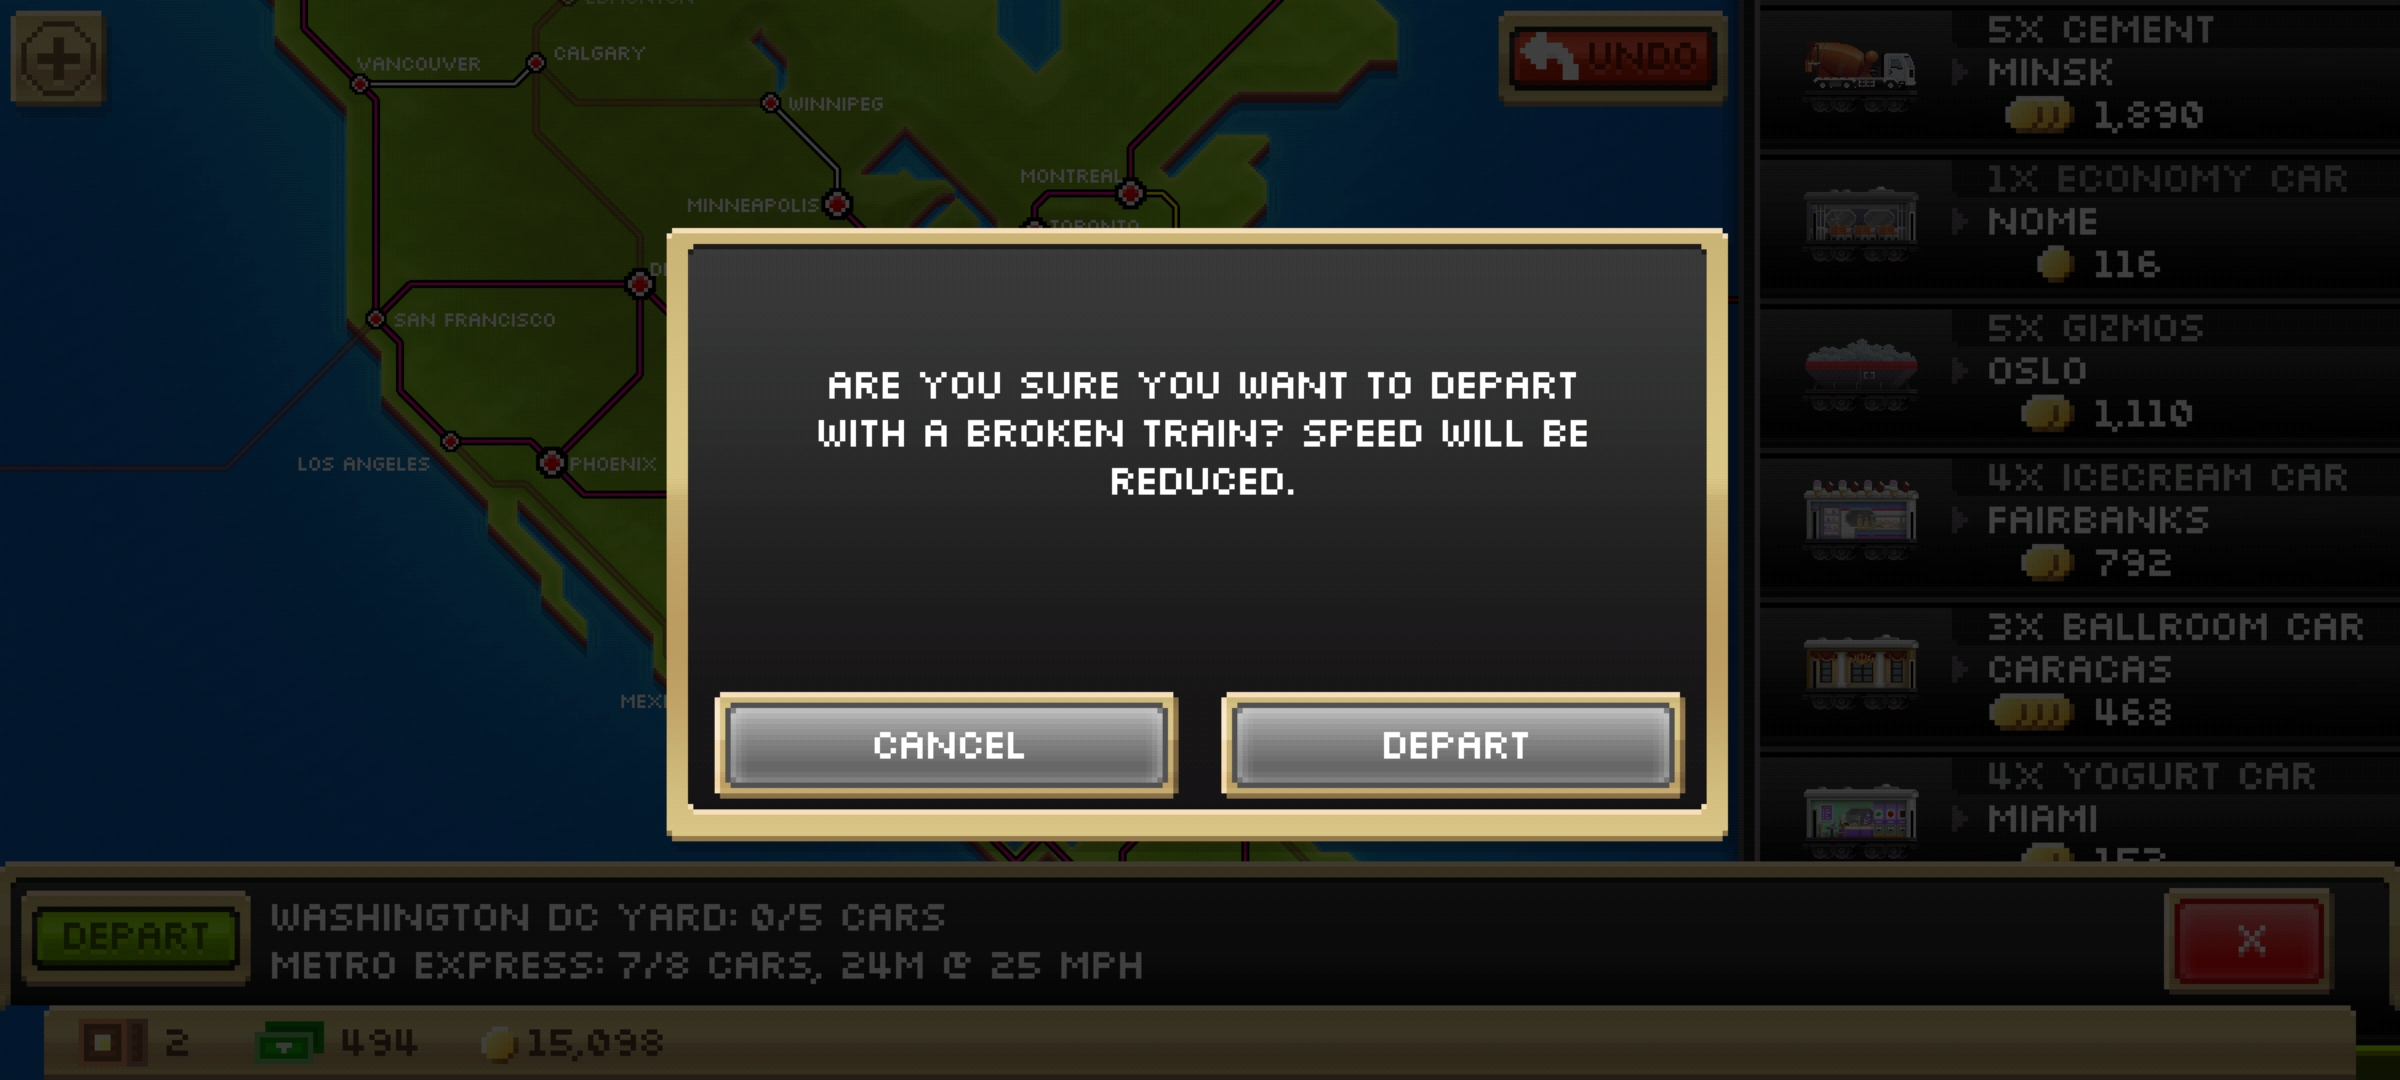 EDMONTON
VANCOUVER
CALGARY
WINNIPEG
MINNEAPOLIS
MONTREAL
TORONTO
SAN FRANCISCO
LOS ANGELES
PHOENIX
UNDO
5X CEMENT
MINSK
1,890
1X ECONOMY CAR
NOME
116
5X GIZMOS
OSLO
1,110
4X ICECREAM CAR
FAIRBANKS
792
3X BALLROOM CAR
CARACAS
468
4X YOGURT CAR
MIAMI
ARE YOU SURE YOU WANT TO DEPART
WITH A BROKEN TRAIN? SPEED WILL BE
REDUCED.
CANCEL
DEPART
DEPART
WASHINGTON DC YARD: 0/5 CARS
METRO EXPRESS: 7/8 CARS, 24M @ 25 MPH
X
2
494
15,098